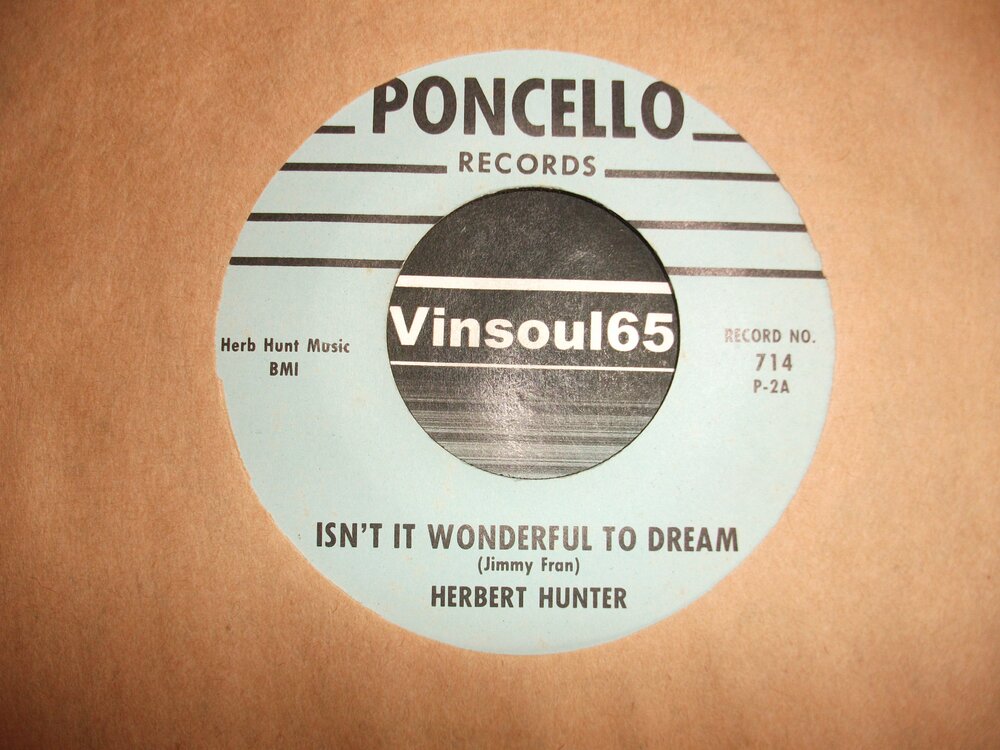 PONCELLO
RECORDS
Vinsoul65
Herb Hunt Music
BMI
RECORD NO.
714
P-2A
ISN'T IT WONDERFUL TO DREAM
(Jimmy Fran)
HERBERT HUNTER